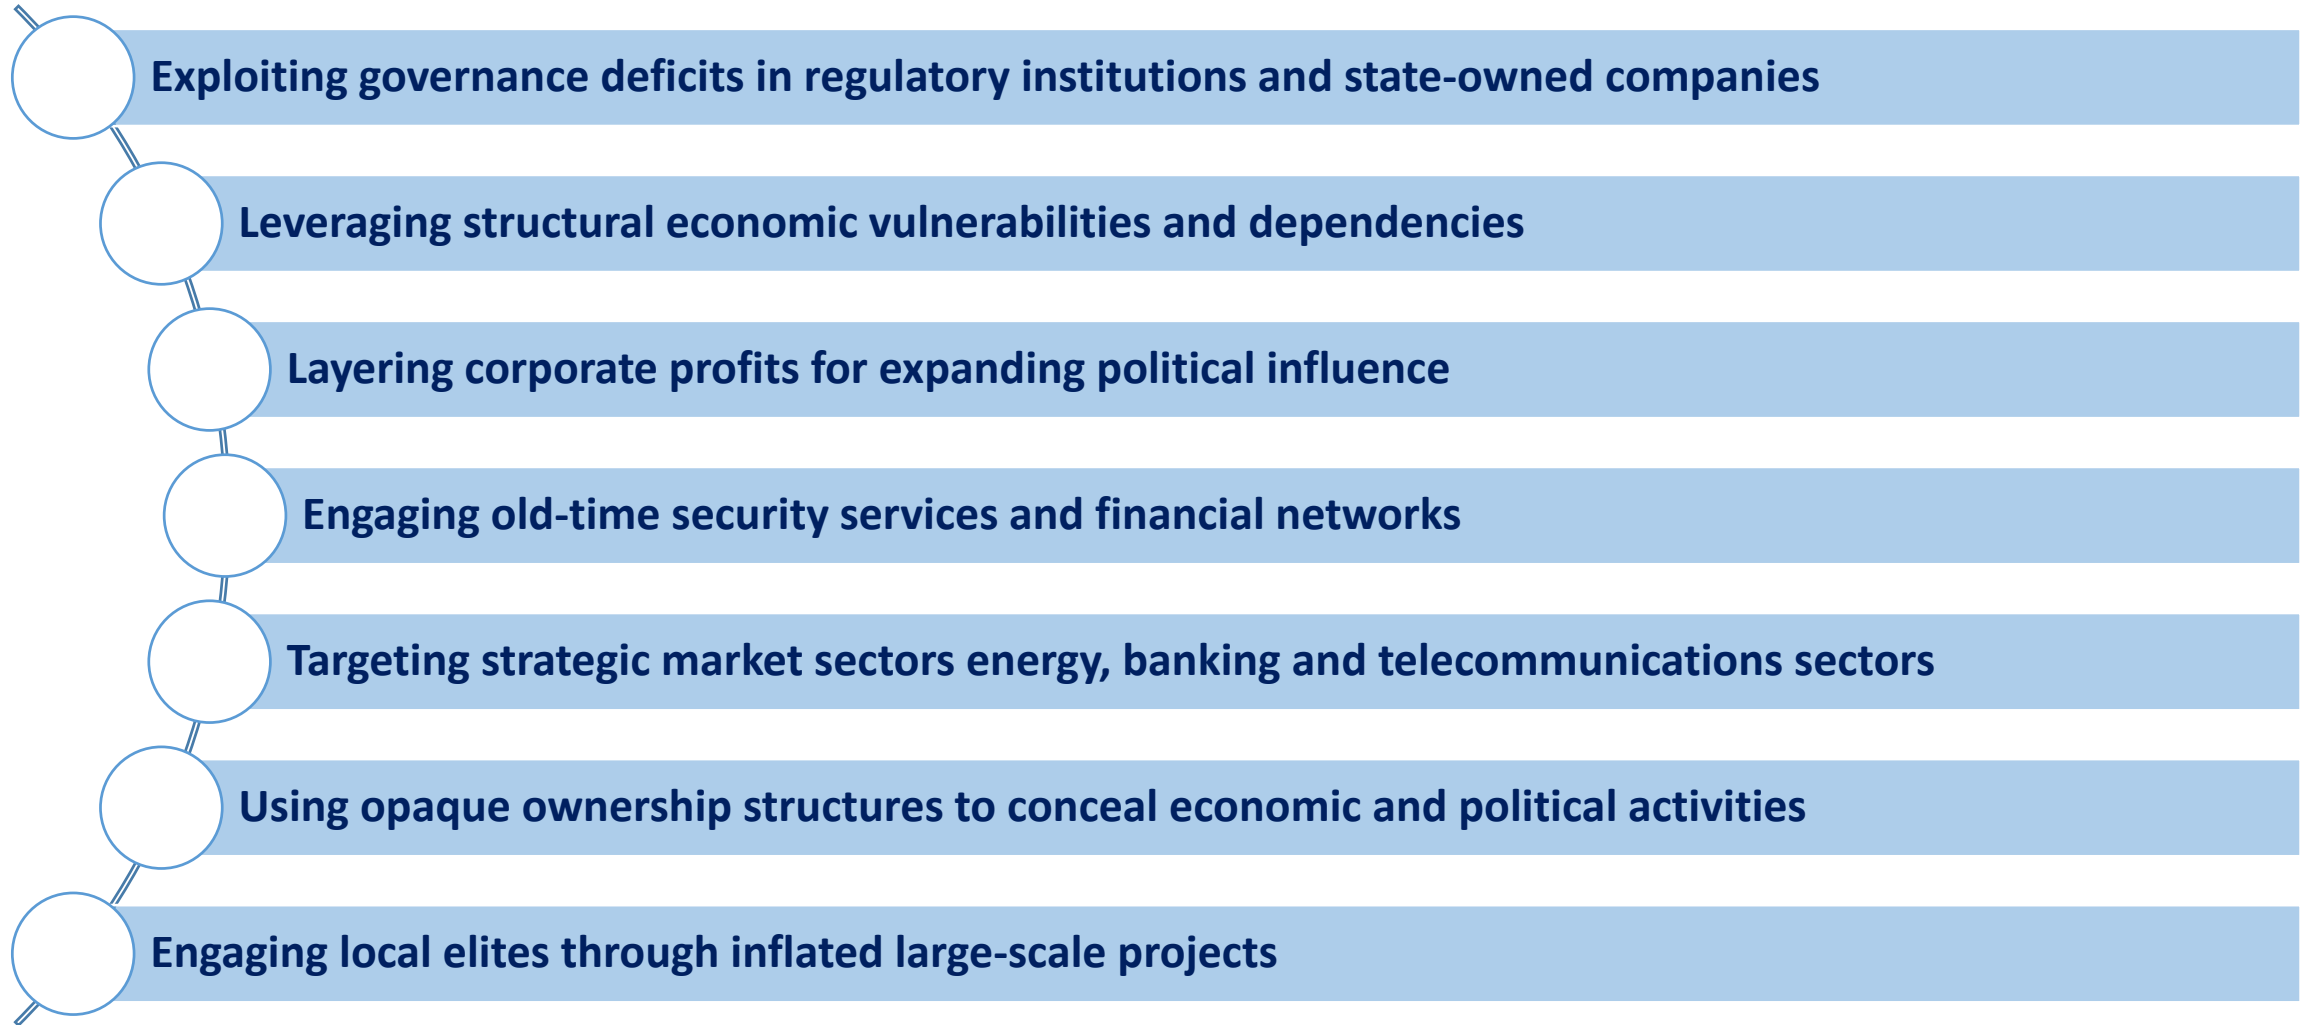 Exploiting governance deficits in regulatory institutions and state-owned companies
Leveraging structural economic vulnerabilities and dependencies
Layering corporate profits for expanding political influence
Engaging old-time security services and financial networks
Targeting strategic market sectors energy, banking and telecommunications sectors
Using opaque ownership structures to conceal economic and political activities
Engaging local elites through inflated large-scale projects